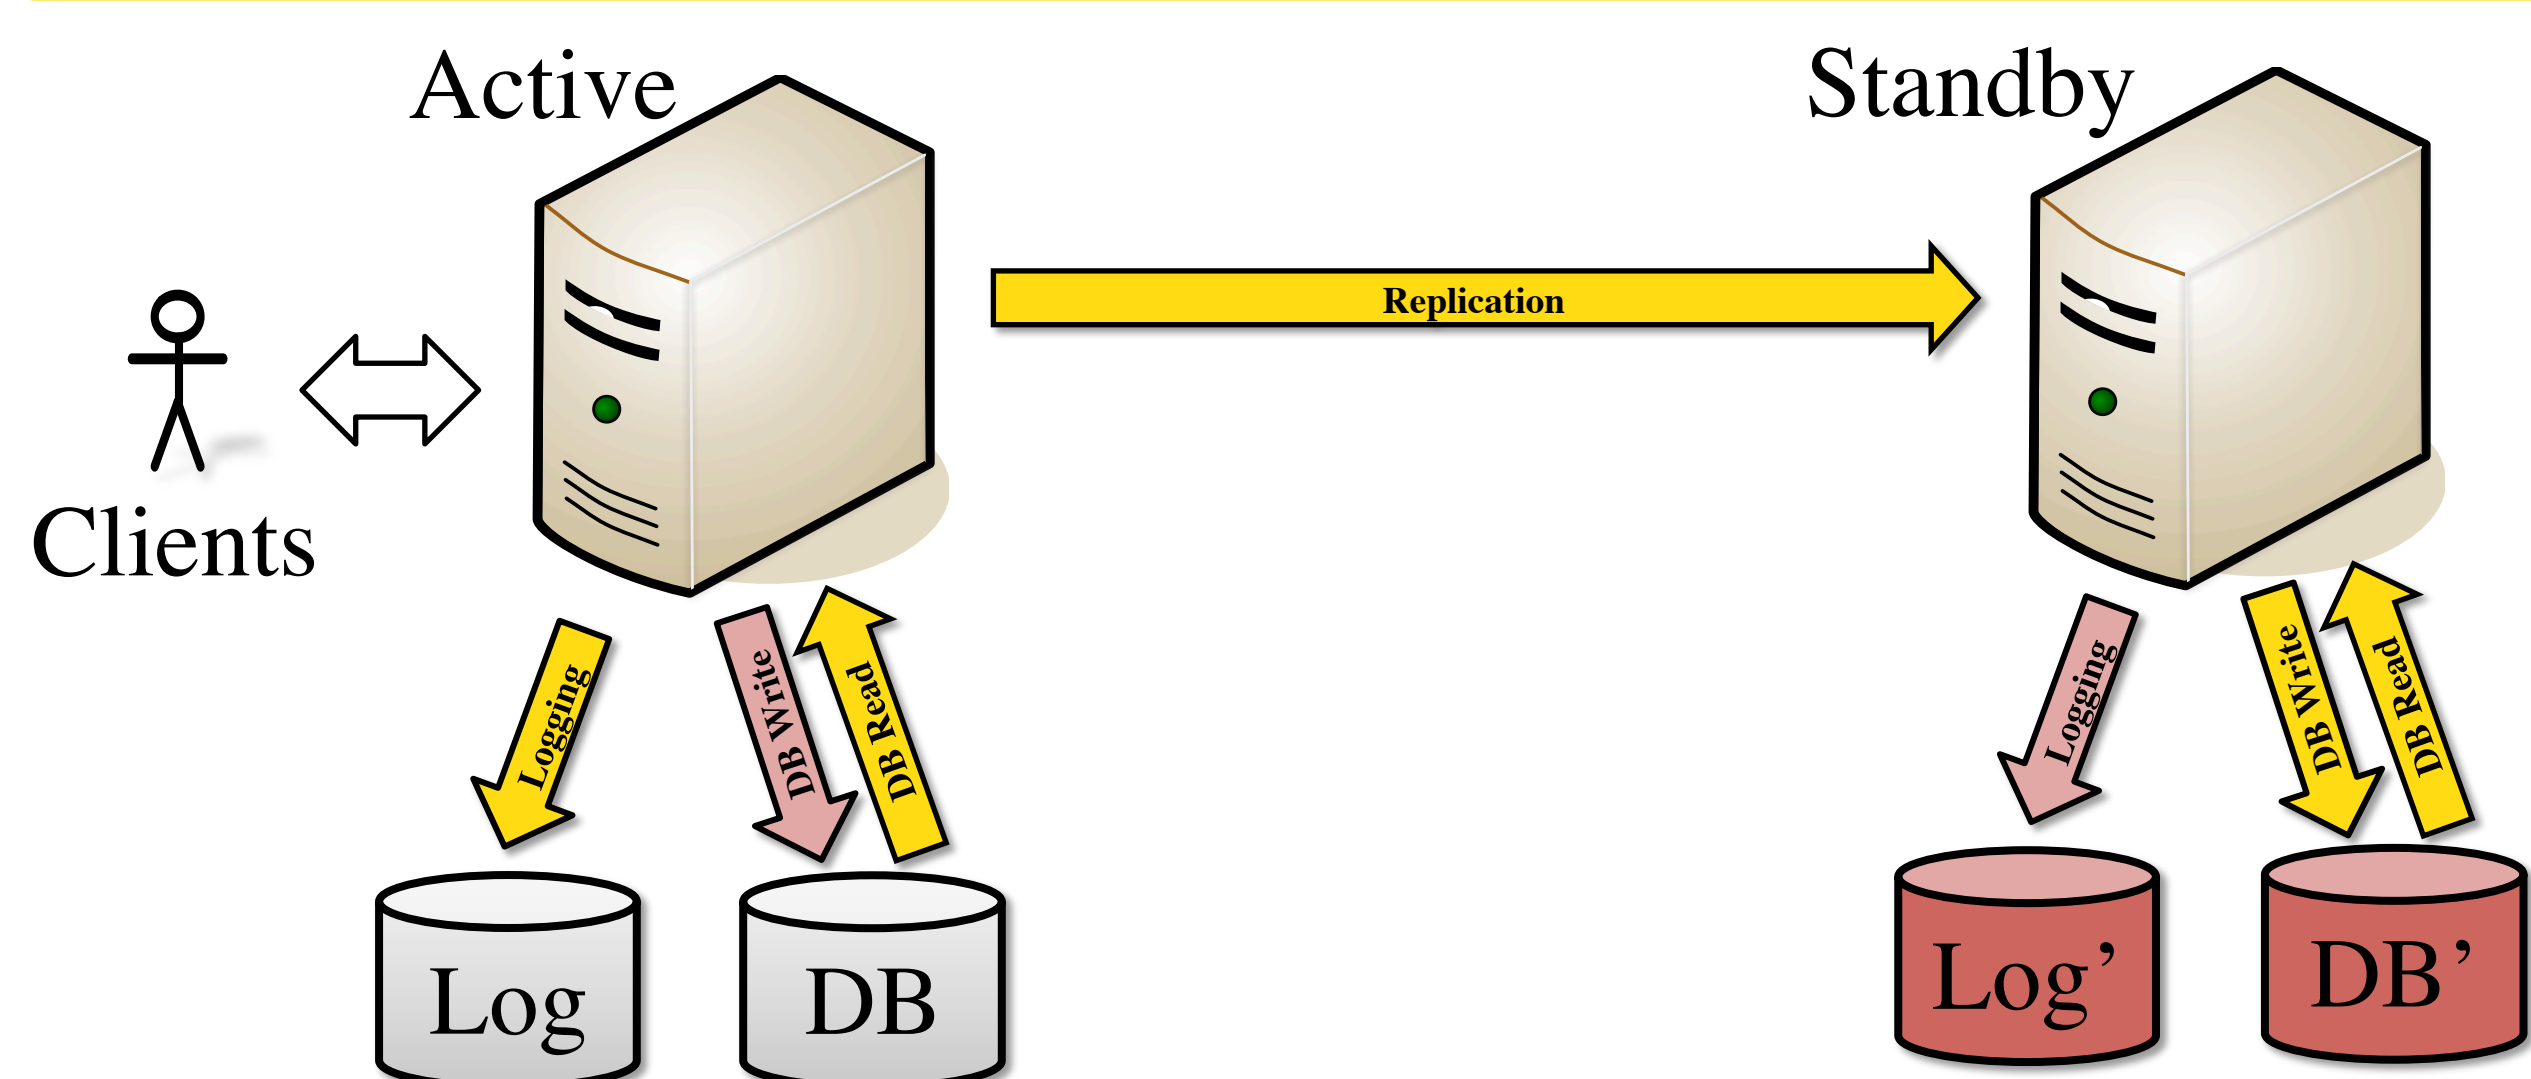 Active
Standby
Replication
Clients
Logging
DB Write
DB Read
Logging
DB Write
DB Read
Log
DB
Log’
DB’